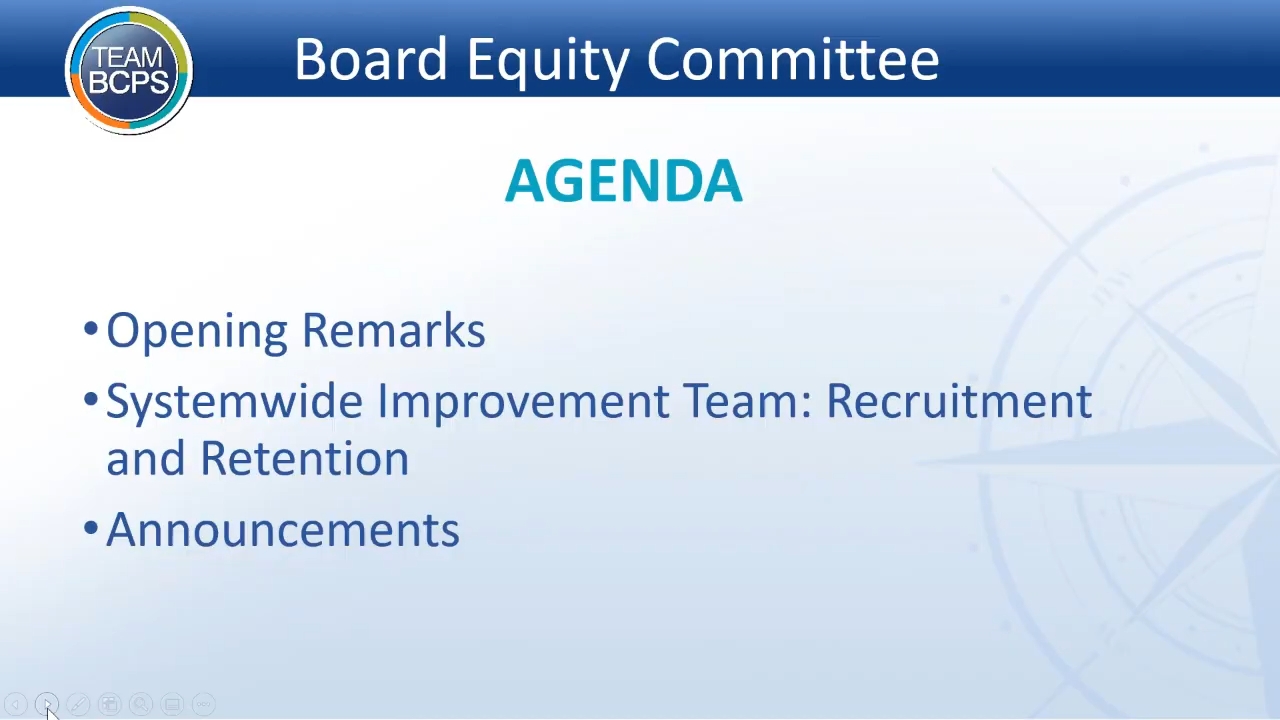 TEAM
BCPS
Board Equity Committee
AGENDA
•Opening Remarks
•Systemwide Improvement Team: Recruitment
and Retention
•Announcements